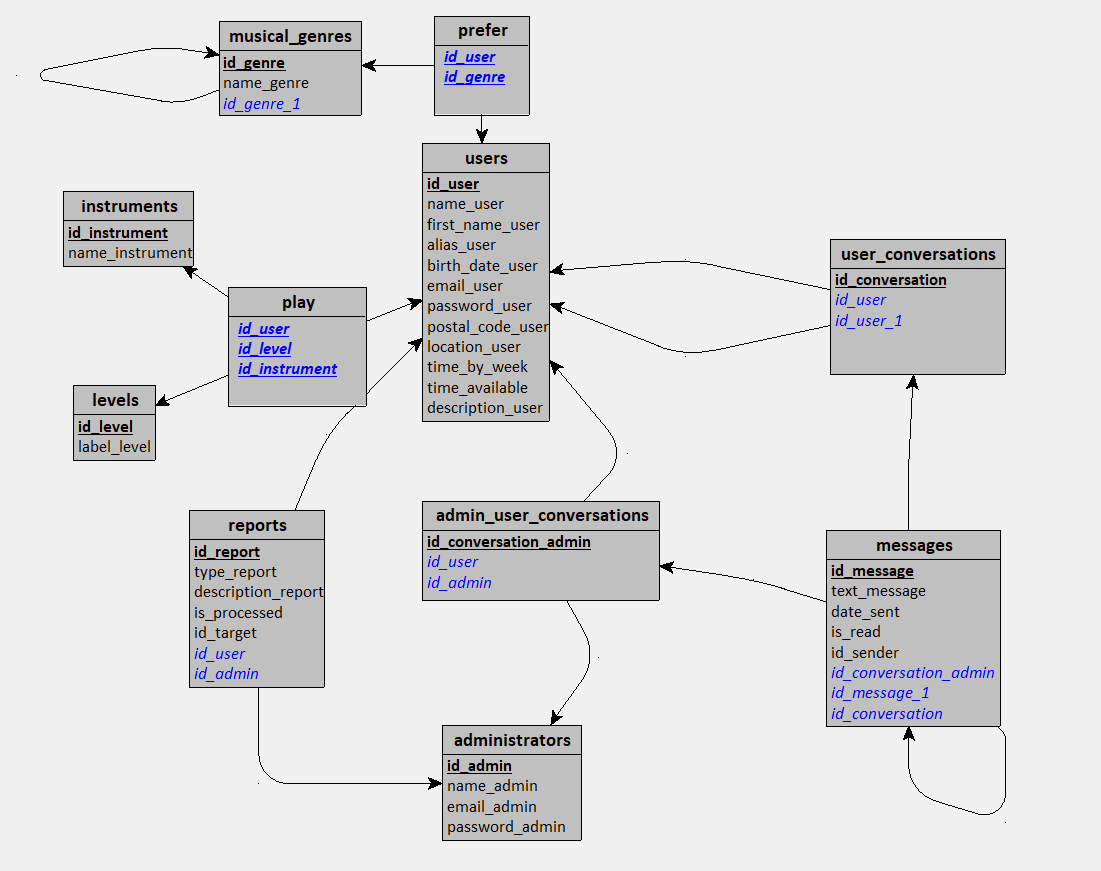 musical_genres
id_genre
name_genre
id_genre_1
prefer
id_user
id_genre
users
id_user
name_user
first_name_user
alias_user
birth_date_user
email_user
password_user
postal_code_user
location_user
time_by_week
time_available
description_user
instruments
id_instrument
name_instrument
play
id_user
id_level
id_instrument
levels
id_level
label_level
user_conversations
id_conversation
id_user
id_user_1
reports
id_report
type_report
description_report
is_processed
id_target
id_user
id_admin
admin_user_conversations
id_conversation_admin
id_user
id_admin
messages
id_message
text_message
date_sent
is_read
id_sender
id_conversation_admin
id_message_1
id_conversation
administrators
id_admin
name_admin
email_admin
password_admin